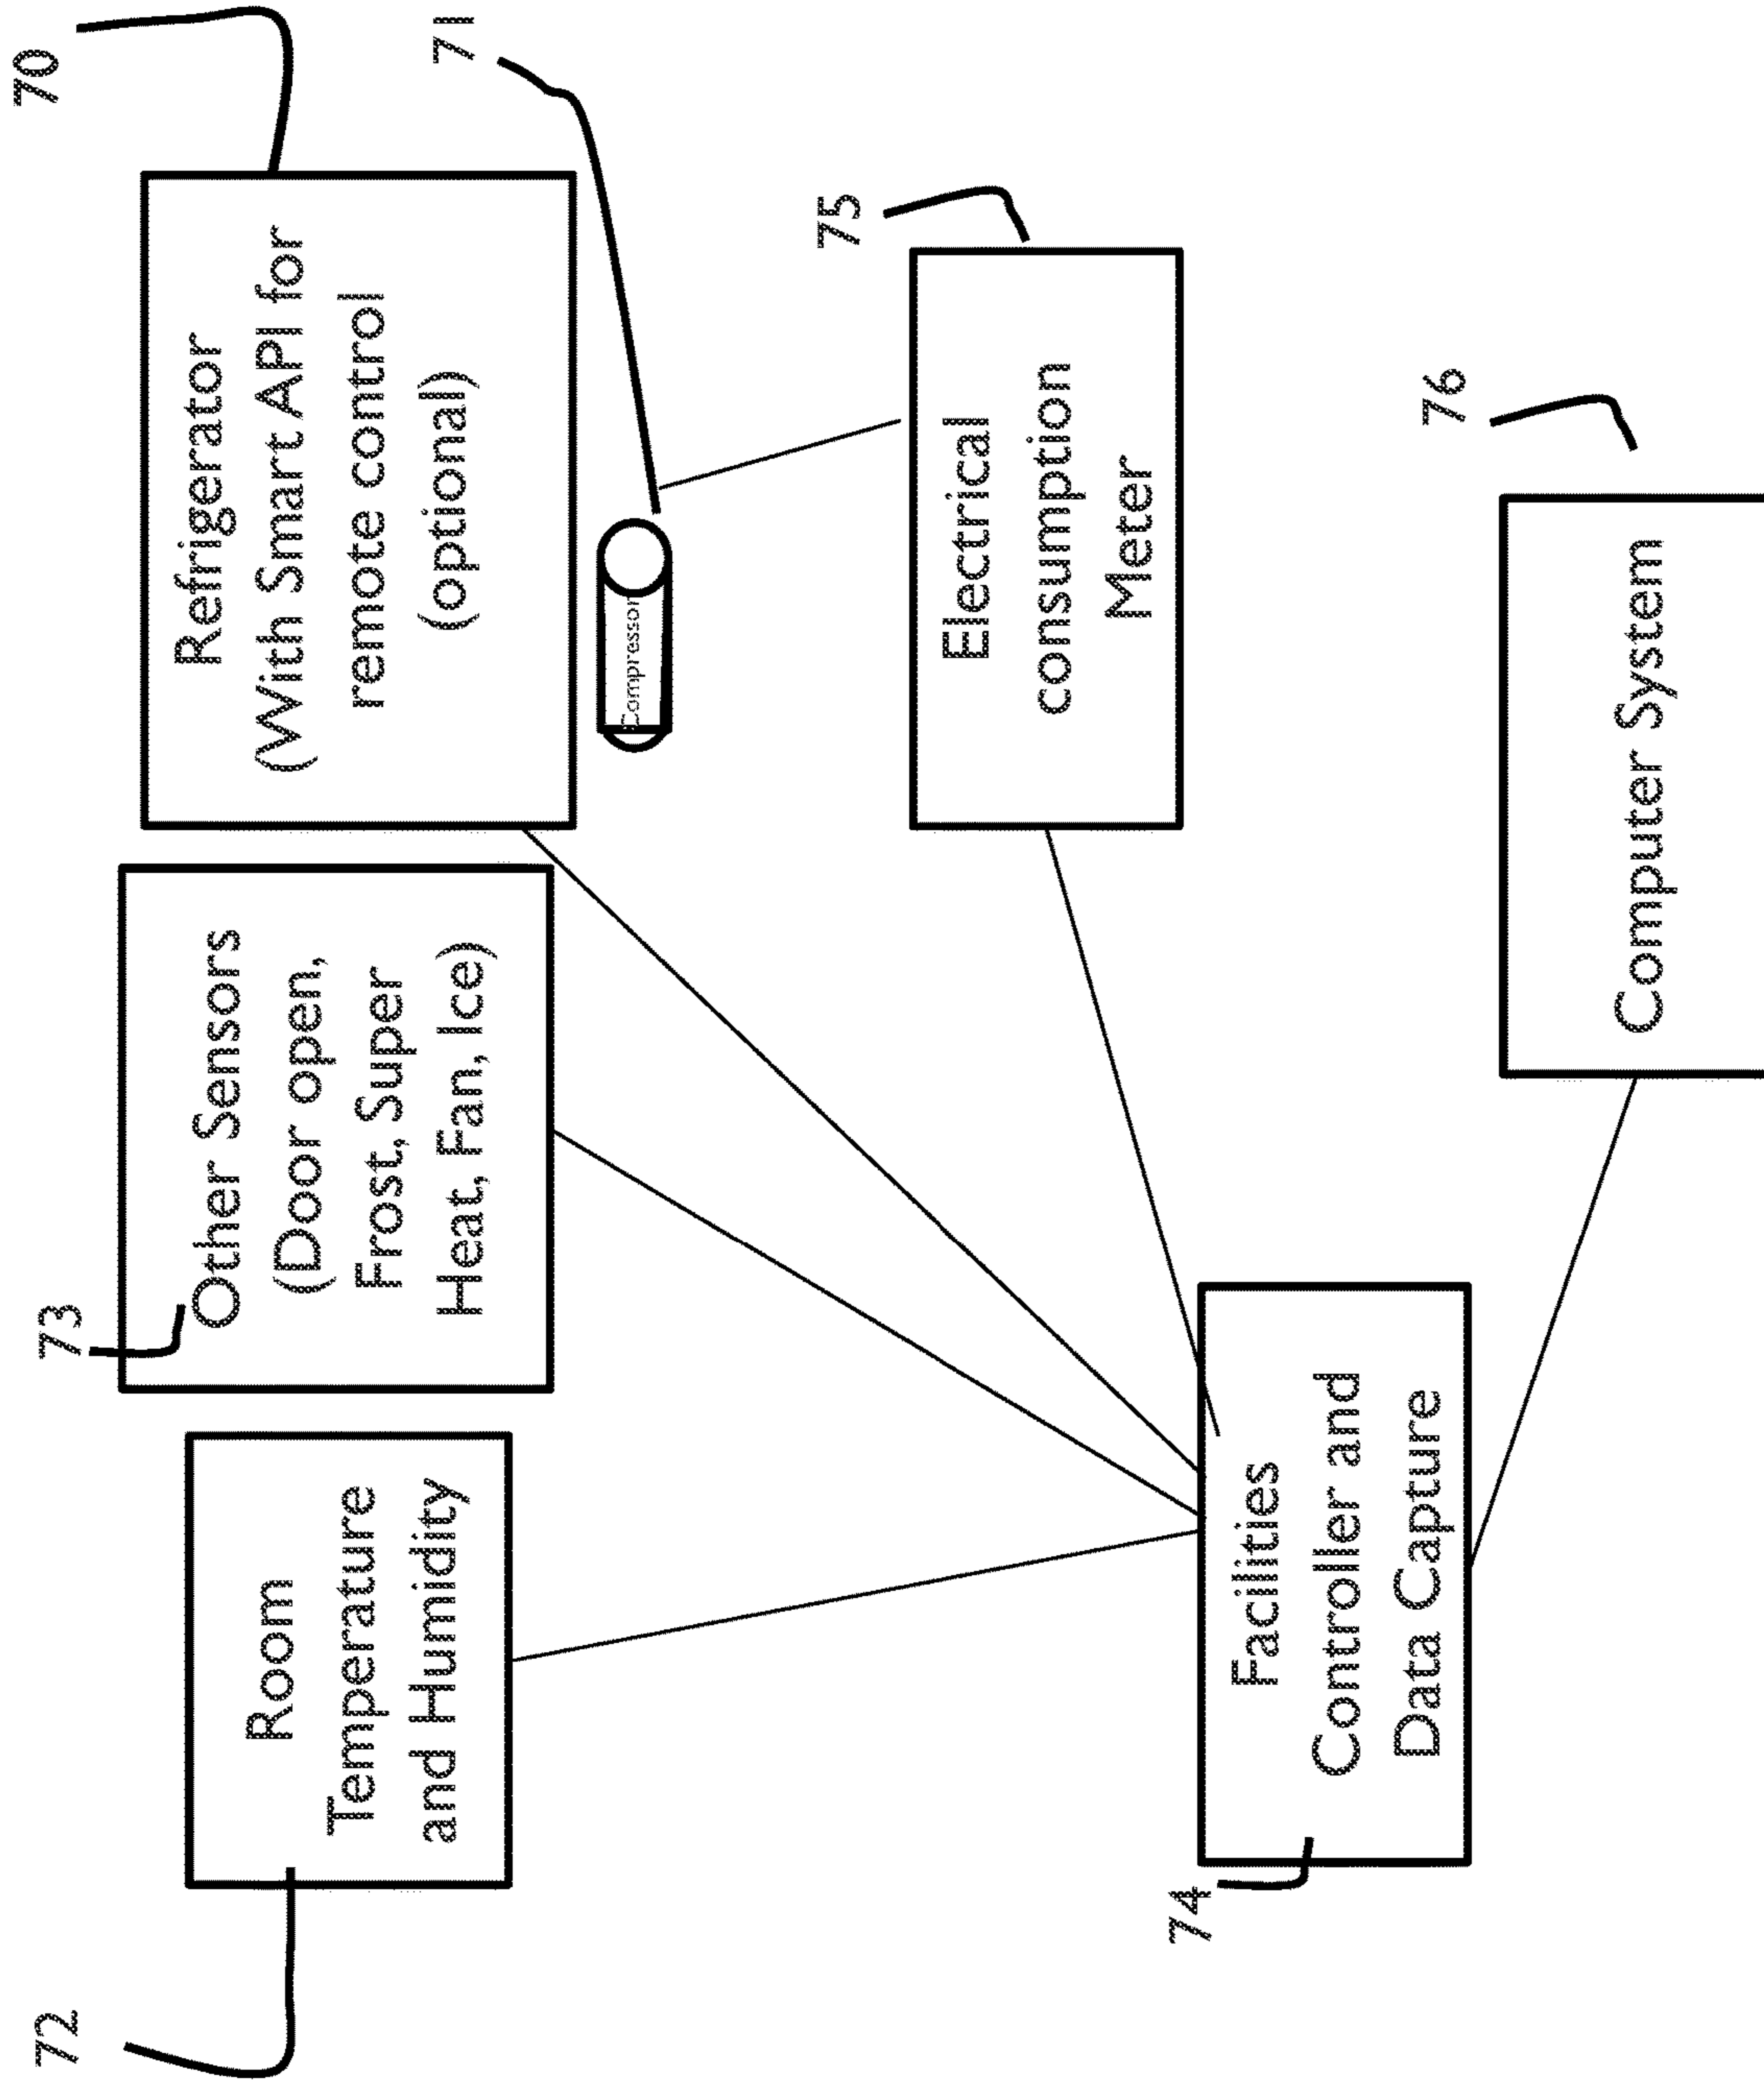 72
73
70
Room
Temperature
and Humidity
Other Sensors
(Door open,
Frost, Super
Heat, Fan, Ice)
Refrigerator
(With Smart API for
remote control
(optional)
71
Compressor
75
Electrical
consumption
Meter
74
Facilities
Controller and
Data Capture
76
Computer System